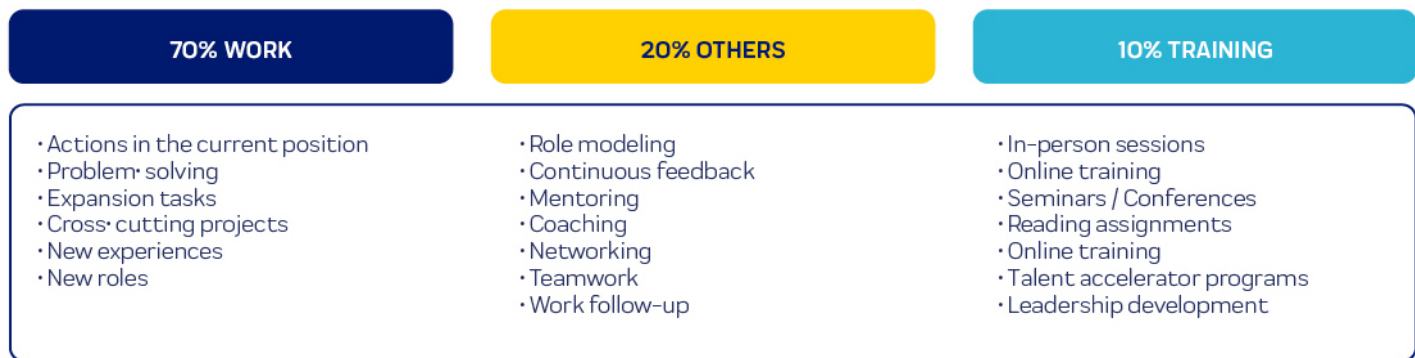 70% WORK
20% OTHERS
10% TRAINING
· Actions in the current position
· Problem· solving
· Expansion tasks
· Cross· cutting projects
· New experiences
· New roles
· Role modeling
· Continuous feedback
· Mentoring
· Coaching
· Networking
· Teamwork
· Work follow-up
· In-person sessions
· Online training
· Seminars / Conferences
· Reading assignments
· Online training
· Talent accelerator programs
· Leadership development